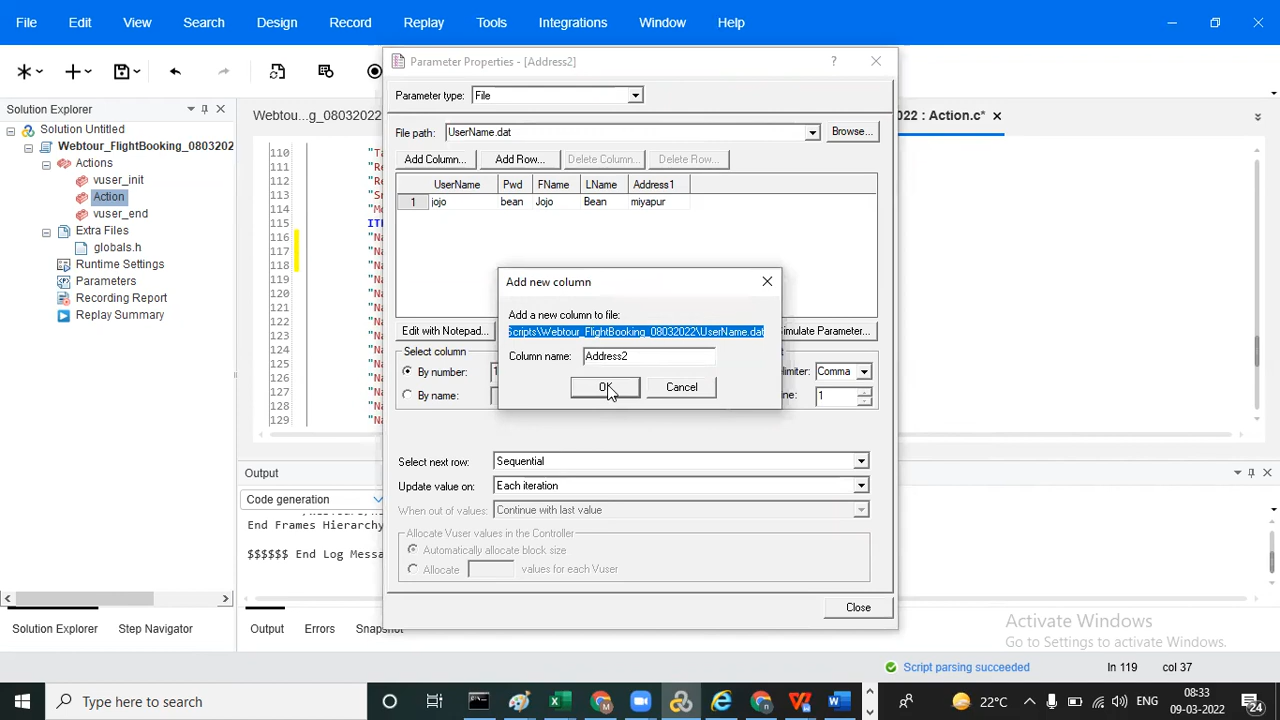 File Edit View Search Design Record Replay Tools Integrations Window Help
Parameter Properties - [Address2] ?
Solution Explorer
Parameter type: File
Webtour...g_08032022 022 : Action.c*
Solution Untitled
Webtour_FlightBooking_0803202
Actions
vuser_init
Action
vuser_end
Extra Files
globals.h
Runtime Settings
Parameters
Recording Report
Replay Summary
File path: UserName.dat Browse...
Add Column... Add Row... Delete Column... Delete Row...
UserName Pwd FName LName Address1
1 jojo bean Jojo Bean miyapur
110
111
112
113
114
115
116
117
118
119
120
121
122
123
124
125
126
127
128
129
Add new column
Add a new column to file:
Scripts\Webtour_FlightBooking_08032022\UserName.dat
Column name: Address2
OK Cancel
Edit with Notepad... Simulate Parameter...
Select column
By number: 1
By name:
Comma
1
Select next row: Sequential
Update value on: Each iteration
When out of values: Continue with last value
Allocate Vuser values in the Controller
Automatically allocate block size
Allocate values for each Vuser
Close
Output
Code generation
End Frames Hierarchy
$$$$$$ End Log Messa
Solution Explorer Step Navigator Output Errors Snapshot
Activate Windows
Go to Settings to activate Windows.
Script parsing succeeded ln 119 col 37
Type here to search
22°C ENG 08:33
09-03-2022
24